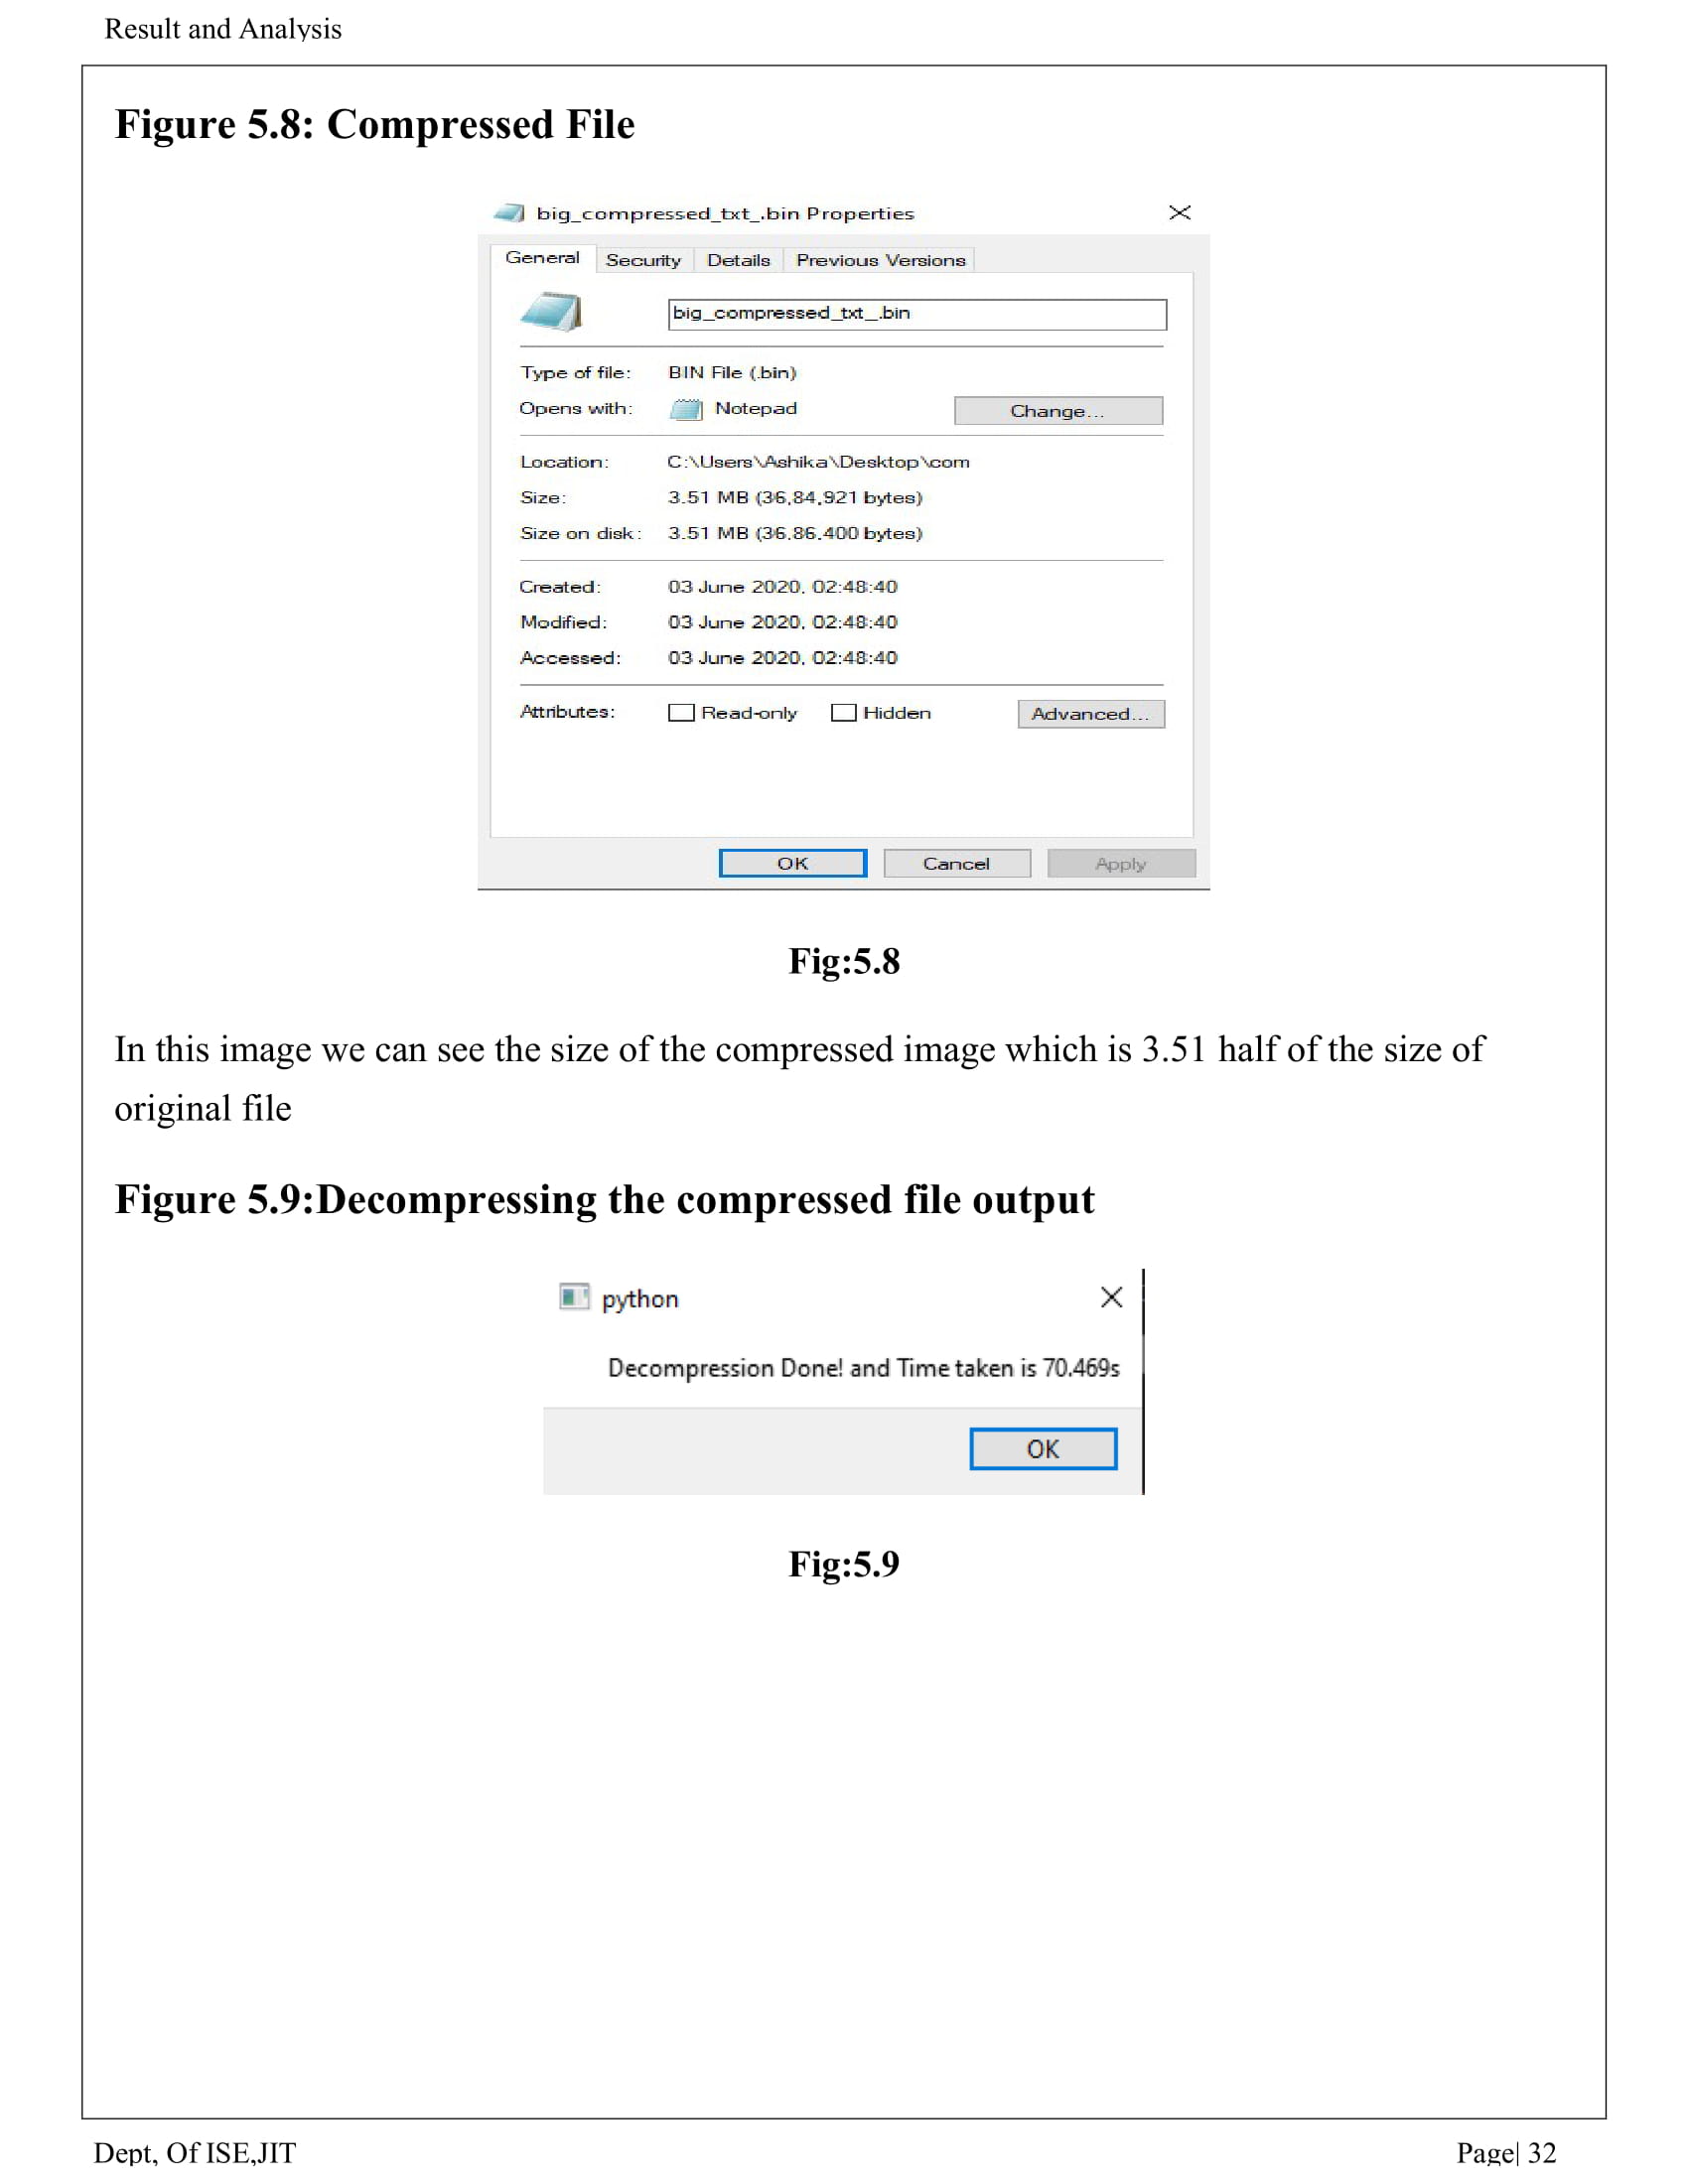 Result and Analysis
Figure 5.8: Compressed File
big_compressed_txt_.bin Properties
General Security Details Previous Versions
big_compressed_txt_.bin
Type of file: BIN File (.bin)
Opens with: Notepad Change...
Location: C:\Users\Ashika\Desktop\com
Size: 3.51 MB (36,84,921 bytes)
Size on disk: 3.51 MB (36,86,400 bytes)
Created: 03 June 2020, 02:48:40
Modified: 03 June 2020, 02:48:40
Accessed: 03 June 2020, 02:48:40
Attributes: Read-only Hidden Advanced...
OK Cancel Apply
Fig:5.8
In this image we can see the size of the compressed image which is 3.51 half of the size of
original file
Figure 5.9:Decompressing the compressed file output
python
Decompression Done! and Time taken is 70.469s
OK
Fig:5.9
Dept, Of ISE,JIT Page| 32